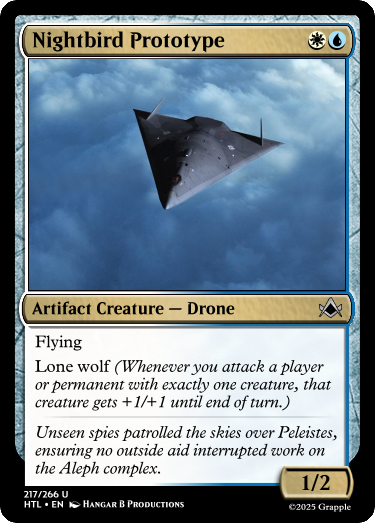 Nightbird Prototype
Artifact Creature — Drone
Flying
Lone wolf (Whenever you attack a player
or permanent with exactly one creature, that
creature gets +1/+1 until end of turn.)
Unseen spies patrolled the skies over Peleistes,
ensuring no outside aid interrupted work on
the Aleph complex.
1/2
217/266 U
HTL • EN Hangar B Productions
©2025 Grapple